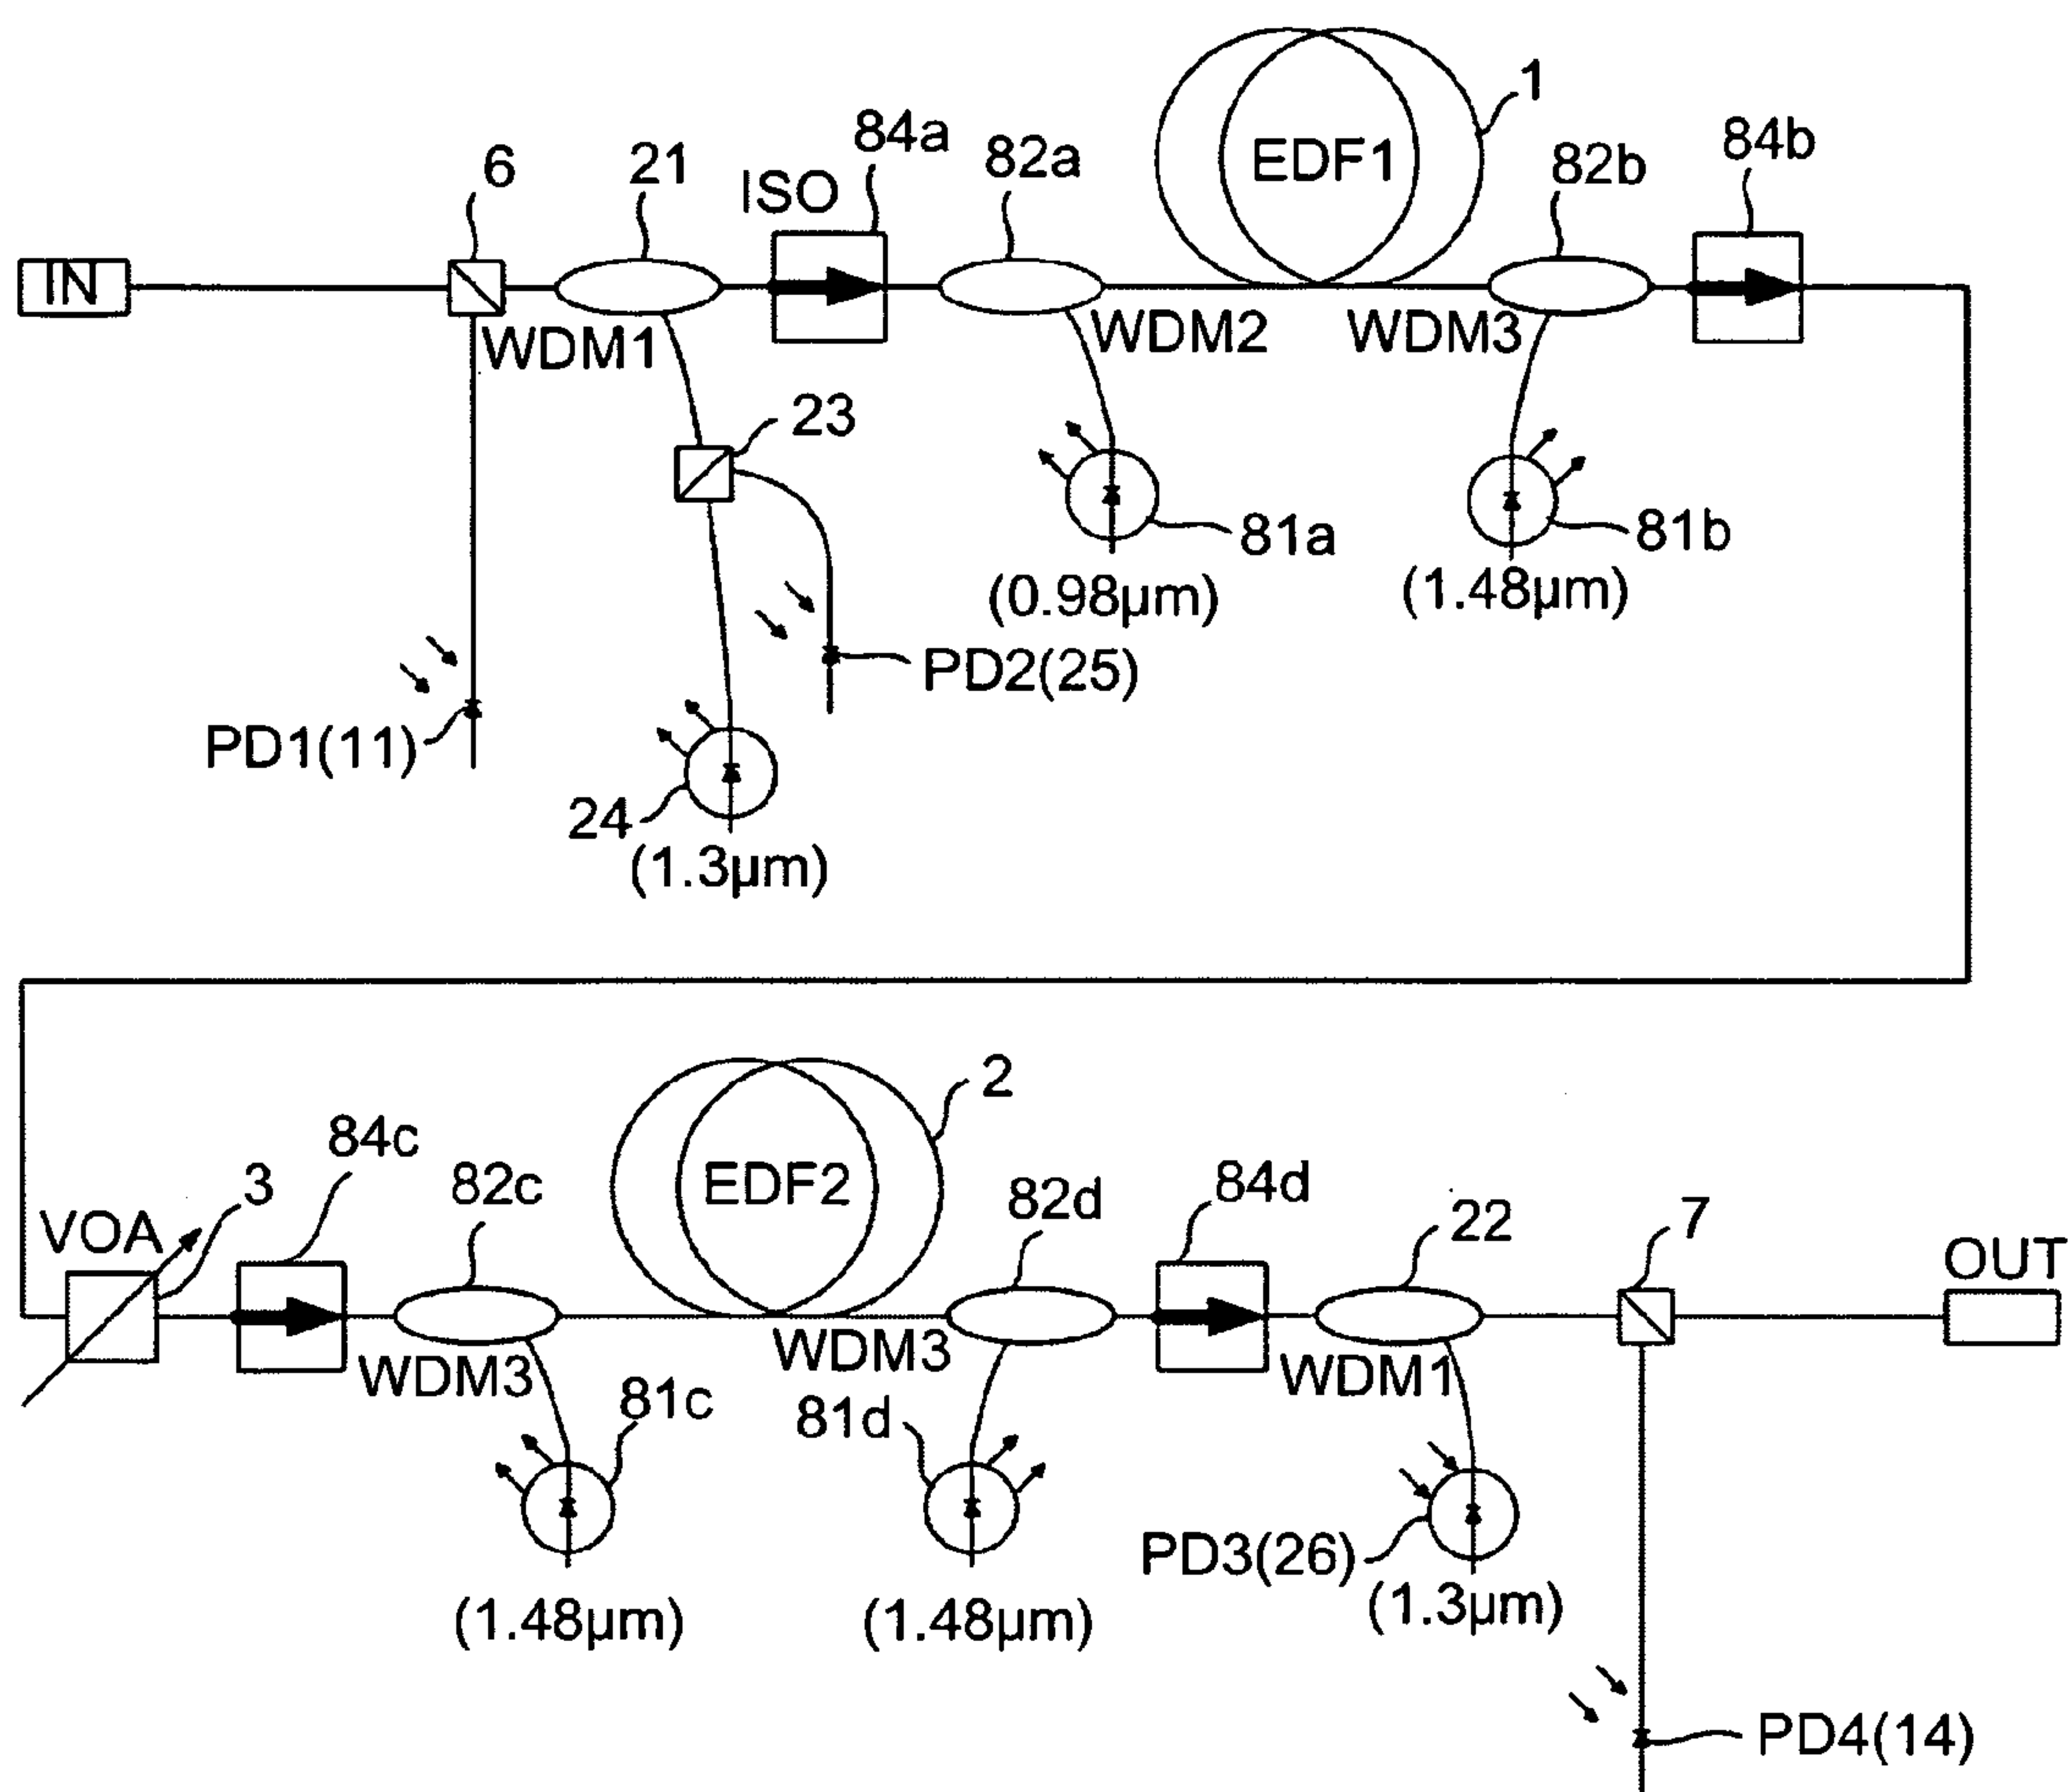 1
84a
84b
6
21
ISO
82a
EDF1
82b
IN
WDM1
WDM2
WDM3
23
81a
81b
(0.98µm)
(1.48µm)
PD2(25)
PD1(11)
24
(1.3µm)
2
84c
82c
EDF2
82d
84d
22
7
3
VOA
OUT
WDM3
WDM3
WDM1
81c
81d
PD3(26)
(1.48µm)
(1.48µm)
(1.3µm)
PD4(14)